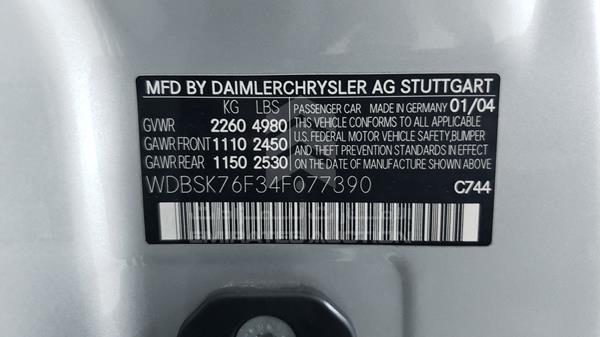 MFD BY DAIMLERCHRYSLER AG STUTTGART
KG LBS PASSENGER CAR MADE IN GERMANY 01/04
GVWR 2260 4980 THIS VEHICLE CONFORMS TO ALL APPLICABLE
U.S. FEDERAL MOTOR VEHICLE SAFETY, BUMPER
GAWR FRONT 1110 2450 AND THEFT PREVENTION STANDARDS IN EFFECT
GAWR REAR 1150 2530 ON THE DATE OF MANUFACTURE SHOWN ABOVE
WDBSK76F34F077390 C744
EMIRATES AUCTION